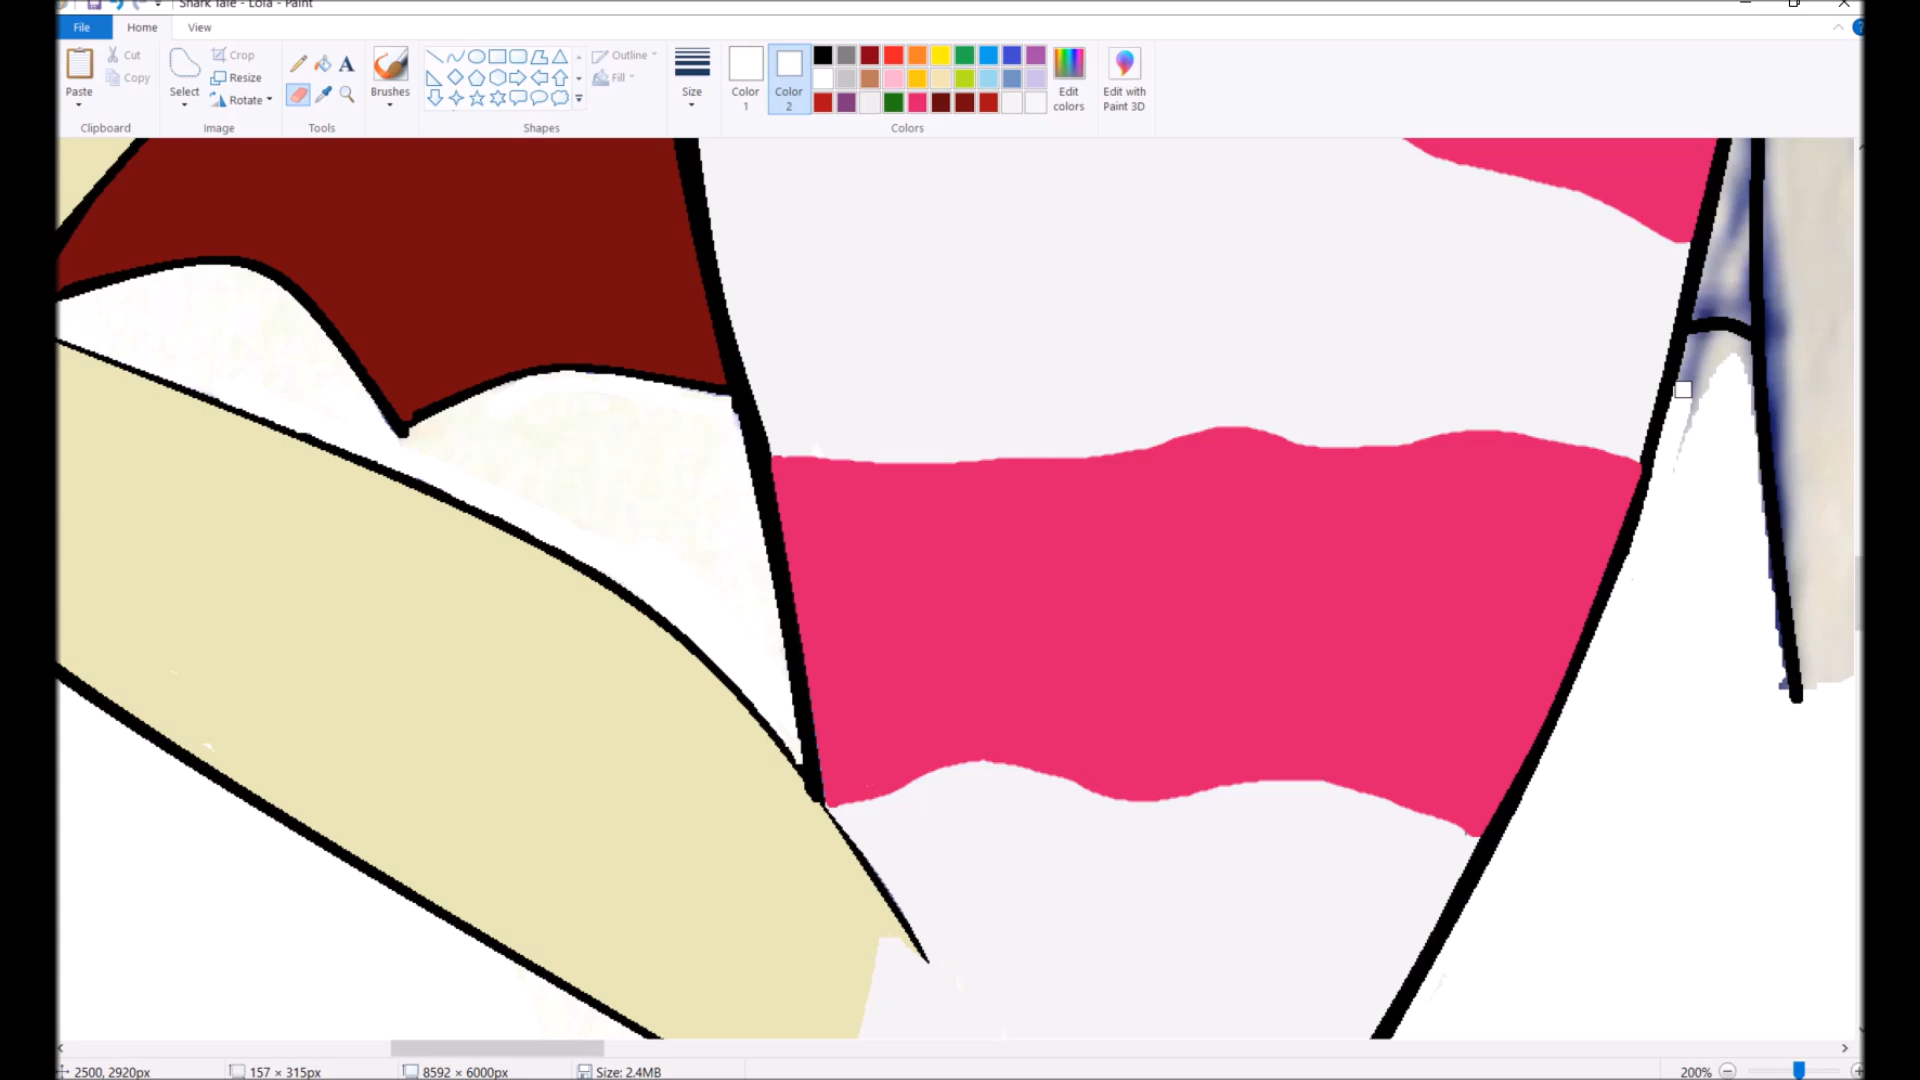 Shark Tale - Lola - Paint
File Home View
Paste
Cut
Copy
Clipboard
Select
Crop
Resize
Rotate
Image
A
Tools
Brushes
Outline
Fill
Shapes
Size
Color 1
Color 2
Edit colors
Colors
Edit with Paint 3D
2500, 2920px 157 × 315px 8592 × 6000px Size: 2.4MB 200%